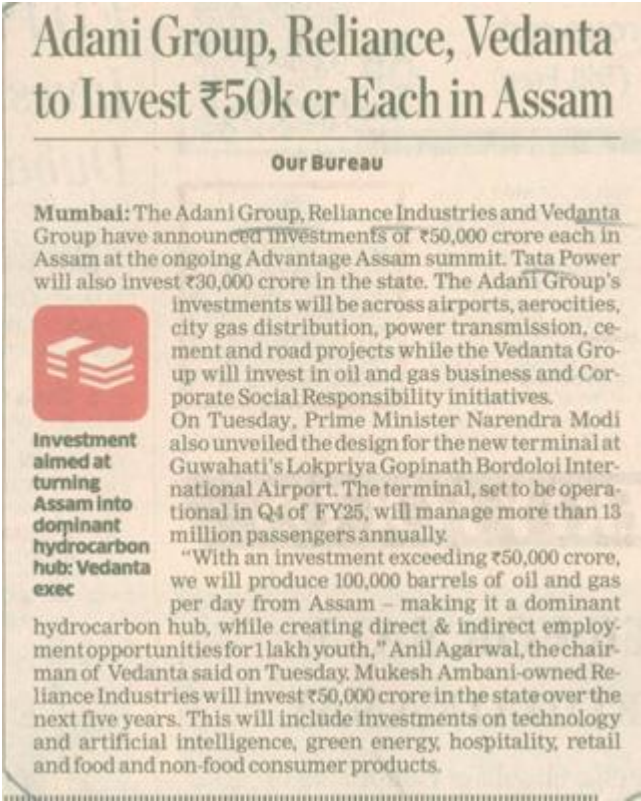 Adani Group, Reliance, Vedanta
to Invest ₹50k cr Each in Assam
Our Bureau
Mumbai: The Adani Group, Reliance Industries and Vedanta
Group have announced investments of ₹50,000 crore each in
Assam at the ongoing Advantage Assam summit. Tata Power
will also invest ₹30,000 crore in the state. The Adani Group's
investments will be across airports, aerocities,
city gas distribution, power transmission, ce-
ment and road projects while the Vedanta Gro-
up will invest in oil and gas business and Cor-
porate Social Responsibility initiatives.
On Tuesday, Prime Minister Narendra Modi
also unveiled the design for the new terminal at
Guwahati's Lokpriya Gopinath Bordoloi Inter-
national Airport. The terminal, set to be opera-
tional in Q4 of FY25, will manage more than 13
million passengers annually.
"With an investment exceeding ₹50,000 crore,
we will produce 100,000 barrels of oil and gas
per day from Assam – making it a dominant
Investment
aimed at
turning
Assam into
dominant
hydrocarbon
hub: Vedanta
exec
hydrocarbon hub, while creating direct & indirect employ-
ment opportunities for 1 lakh youth," Anil Agarwal, the chair-
man of Vedanta said on Tuesday. Mukesh Ambani-owned Re-
liance Industries will invest ₹50,000 crore in the state over the
next five years. This will include investments on technology
and artificial intelligence, green energy, hospitality, retail
and food and non-food consumer products.